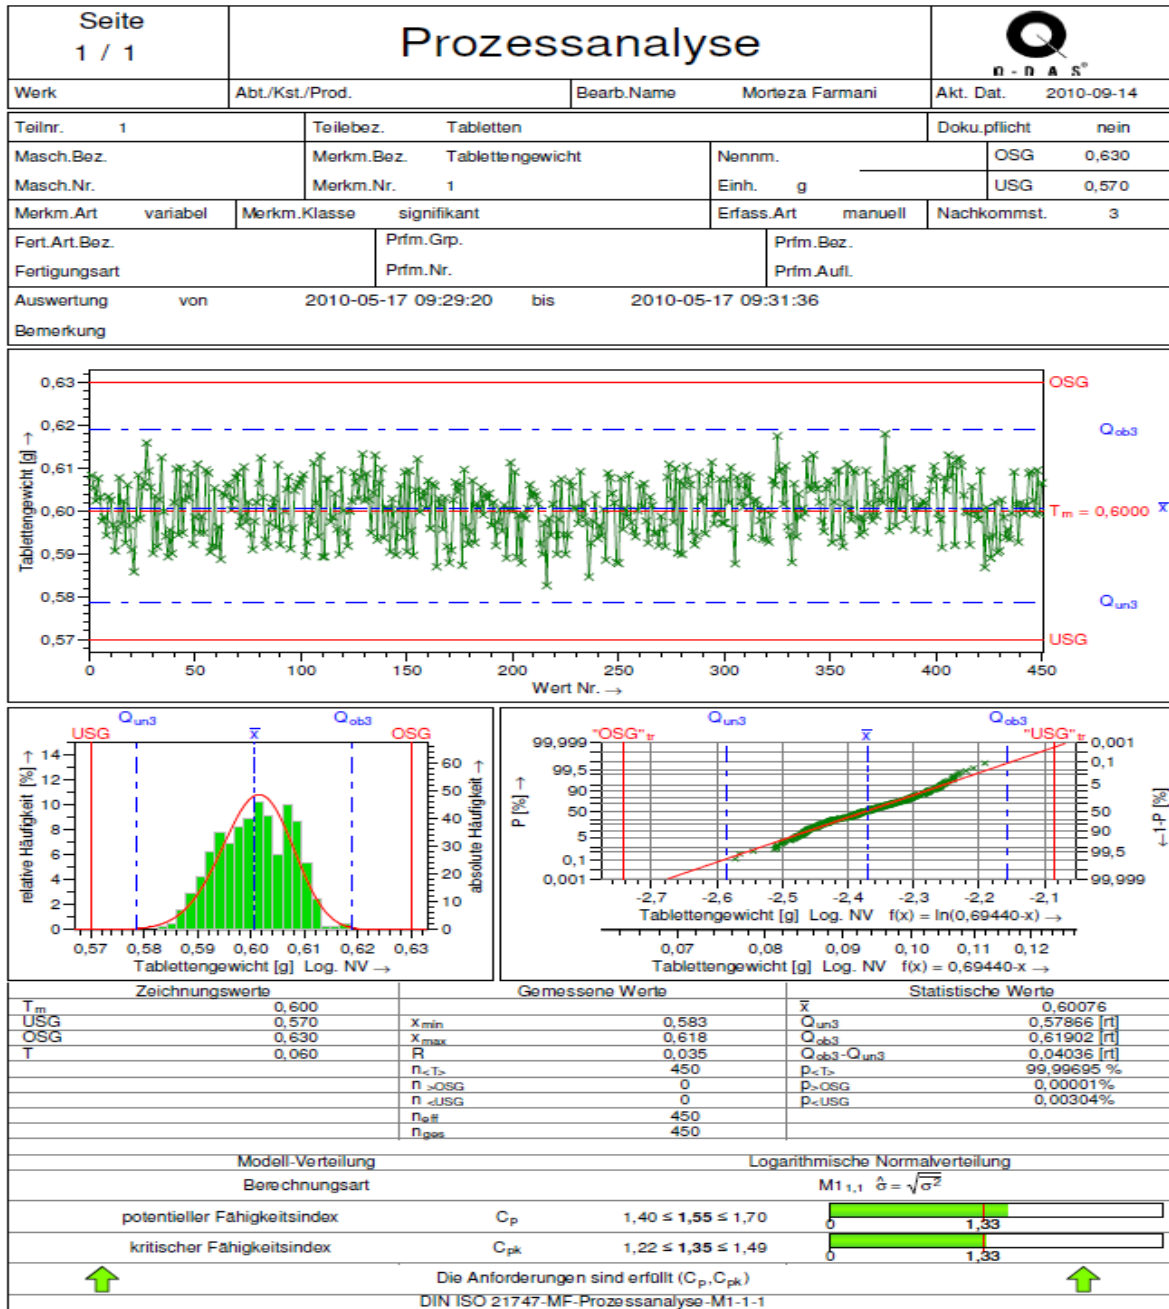 Seite
1 / 1
Prozessanalyse
Q-DAS®
Werk Abt./Kst./Prod. Bearb.Name Morteza Farmani Akt. Dat. 2010-09-14
Teilnr. 1 Teilebez. Tabletten Doku.pflicht nein
Masch.Bez. Merkm.Bez. Tablettengewicht Nennm. OSG 0,630
Masch.Nr. Merkm.Nr. 1 Einh. g USG 0,570
Merkm.Art variabel Merkm.Klasse signifikant Erfass.Art manuell Nachkommst. 3
Fert.Art.Bez. Prfm.Grp. Prfm.Bez.
Fertigungsart Prfm.Nr. Prfm.Aufl.
Auswertung von 2010-05-17 09:29:20 bis 2010-05-17 09:31:36
Bemerkung
Tablettengewicht [g] →
0,63 OSG
0,62 Qob3
0,61
0,60 Tm = 0,6000 x̅
0,59
0,58 Qun3
0,57 USG
0 50 100 150 200 250 300 350 400 450
Wert Nr. →
Qun3 Qob3
USG x̅ OSG
relative Häufigkeit [%] →
14
12
10
8
6
4
2
0
absolute Häufigkeit →
60
50
40
30
20
10
0
0,57 0,58 0,59 0,60 0,61 0,62 0,63
Tablettengewicht [g] Log. NV →
Qun3 Qob3
"OSG"tr x̅ "USG"tr
P [%] →
99,999 0,001
99,5 0,1
90 5
50 50
5 90
0,1 99,5
0,001 99,999
←1-P [%]
-2,7 -2,6 -2,5 -2,4 -2,3 -2,2 -2,1
Tablettengewicht [g] Log. NV f(x) = ln(0,69440-x) →
0,07 0,08 0,09 0,10 0,11 0,12
Tablettengewicht [g] Log. NV f(x) = 0,69440-x →
Zeichnungswerte Gemessene Werte Statistische Werte
Tm 0,600 x̅ 0,60076
USG 0,570 xmin 0,583 Qun3 0,57866 [rt]
OSG 0,630 xmax 0,618 Qob3 0,61902 [rt]
T 0,060 R 0,035 Qob3-Qun3 0,04036 [rt]
n<T> 450 p<T> 99,99695 %
n >OSG 0 p>OSG 0,00001%
n <USG 0 p<USG 0,00304%
neff 450
nges 450
Modell-Verteilung Logarithmische Normalverteilung
Berechnungsart M1 1,1 σ̂ = √σ̅²
potentieller Fähigkeitsindex Cp 1,40 ≤ 1,55 ≤ 1,70 0 1,33
kritischer Fähigkeitsindex Cpk 1,22 ≤ 1,35 ≤ 1,49 0 1,33
Die Anforderungen sind erfüllt (Cp,Cpk)
DIN ISO 21747-MF-Prozessanalyse-M1-1-1